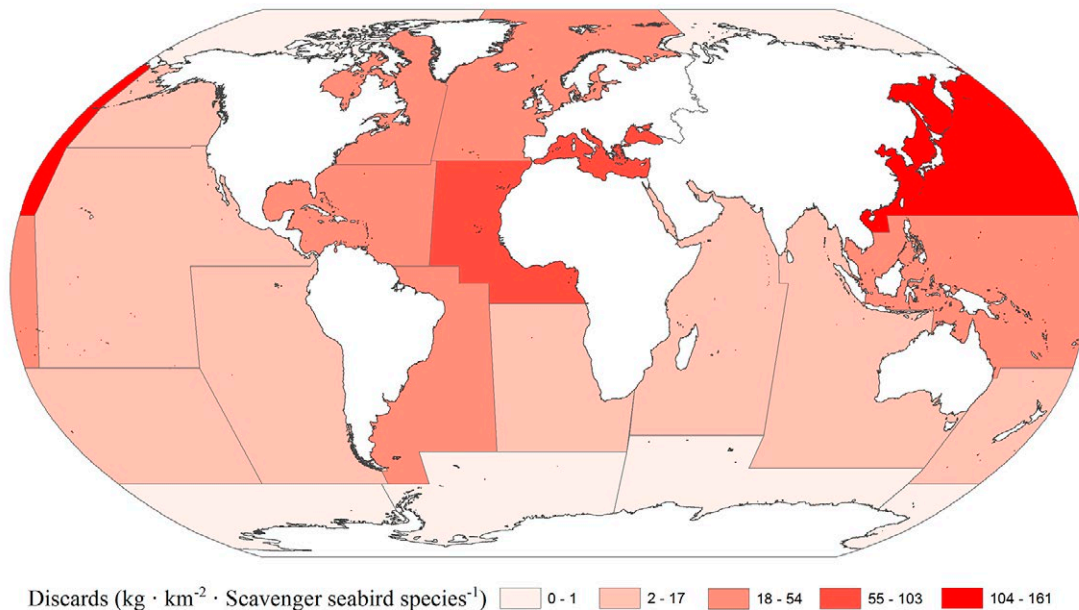 Discards (kg · km⁻² · Scavenger seabird species⁻¹) 0 - 1 2 - 17 18 - 54 55 - 103 104 - 161